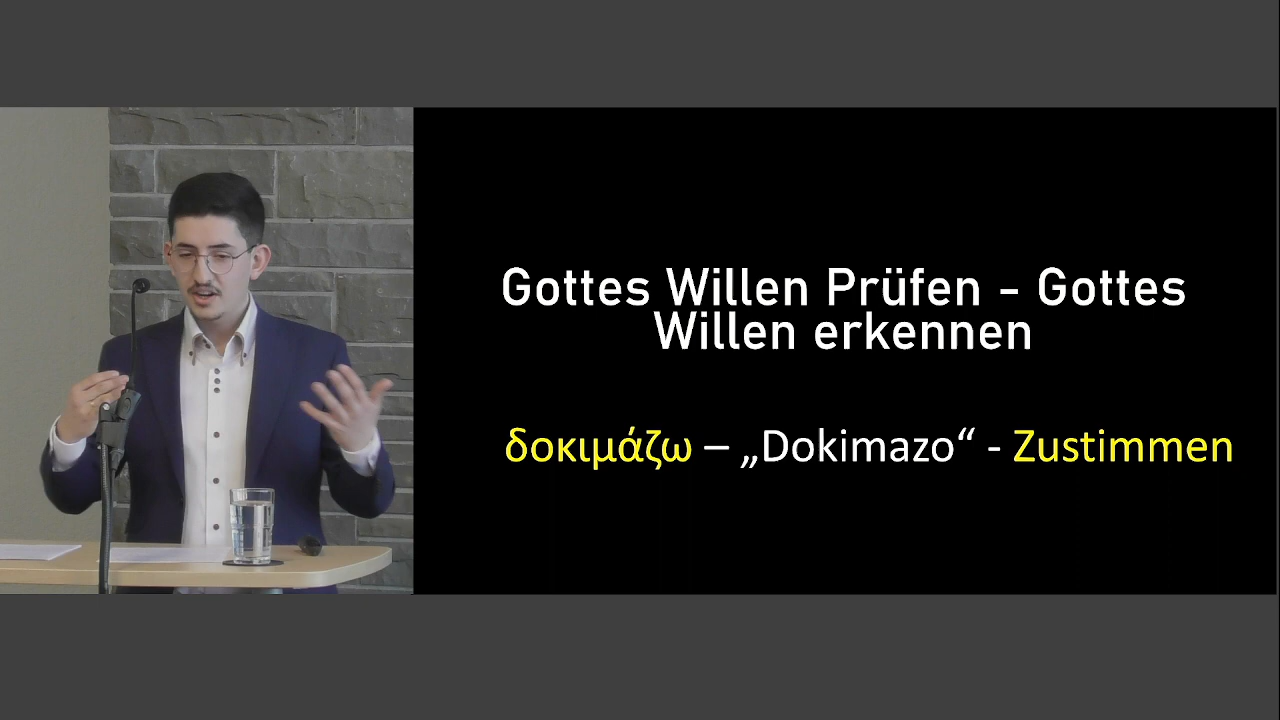 Gottes Willen Prüfen - Gottes
Willen erkennen
δοκιμάζω – „Dokimazo“ - Zustimmen